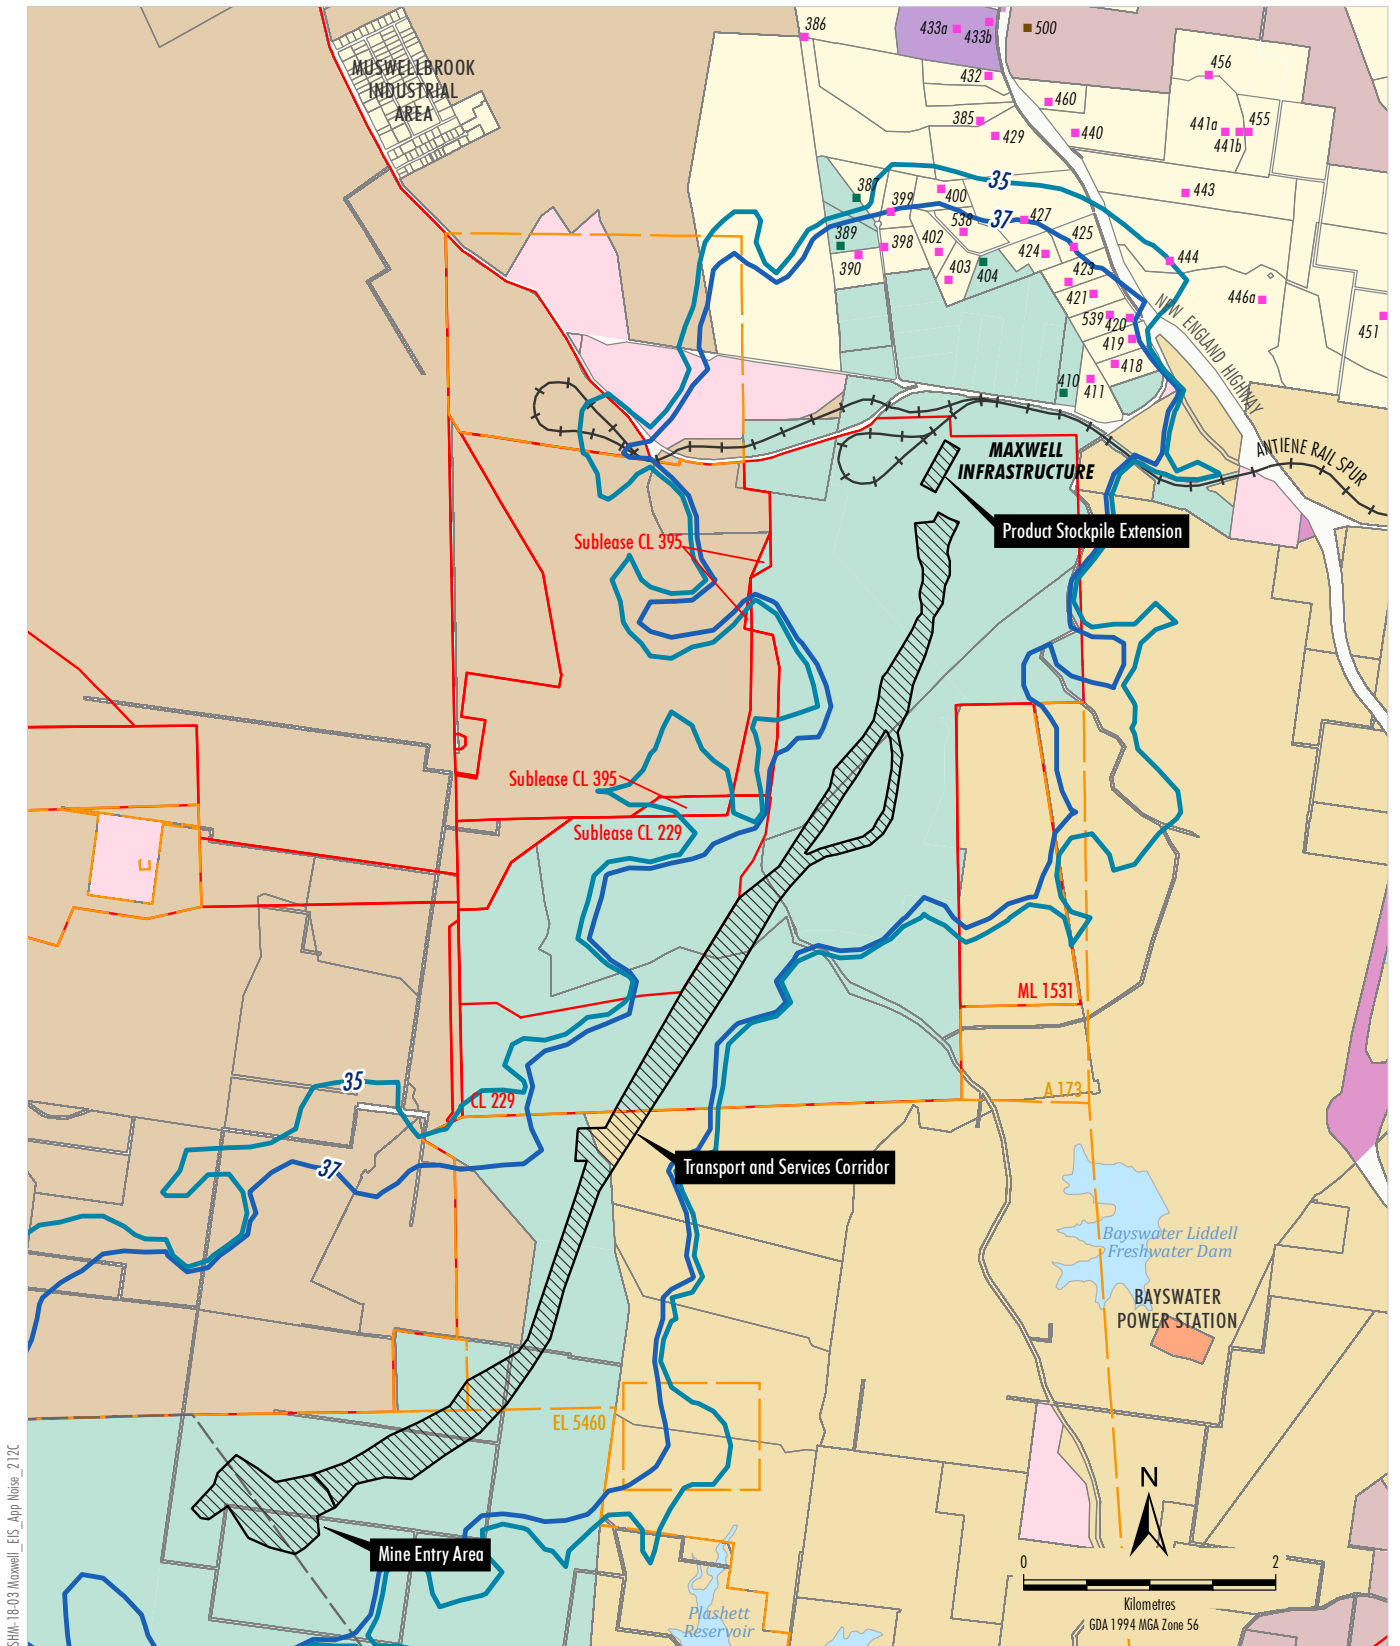 386
433a
433b
500
MUSWELLBROOK
INDUSTRIAL
AREA
432
456
460
385
429
440
441a
455
441b
35
387
399
400
443
37
427
538
389
398
402
425
390
424
444
403
404
423
421
446a
NEW ENGLAND HIGHWAY
539
420
451
419
418
410
411
MAXWELL
INFRASTRUCTURE
ANTIENE RAIL SPUR
Product Stockpile Extension
Sublease CL 395
Sublease CL 395
Sublease CL 229
ML 1531
35
CL 229
A 173
37
Transport and Services Corridor
Bayswater Liddell
Freshwater Dam
BAYSWATER
POWER STATION
EL 5460
N
Mine Entry Area
0
2
Kilometres
GDA 1994 MGA Zone 56
Plashett
Reservoir
SHM-18-03 Maxwell_EIS_App Noise_212C